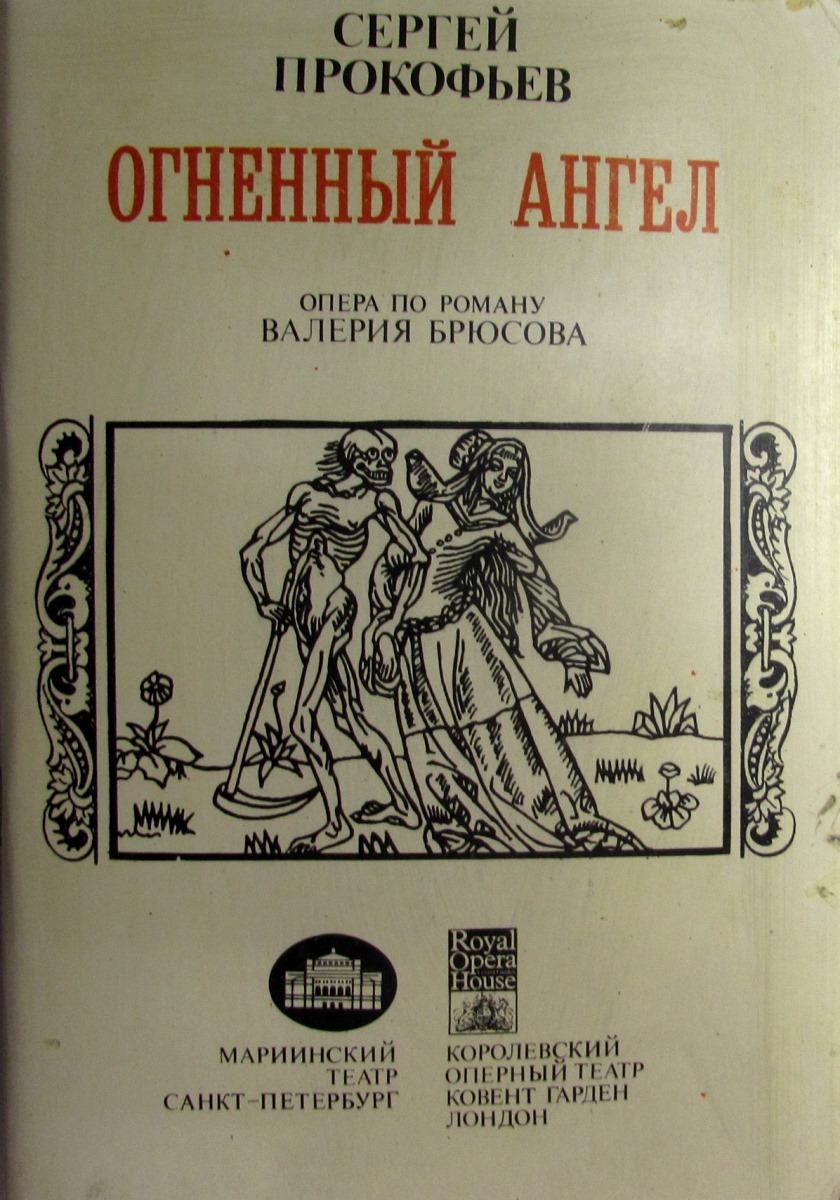 СЕРГЕЙ
ПРОКОФЬЕВ
ОГНЕННЫЙ АНГЕЛ
ОПЕРА ПО РОМАНУ
ВАЛЕРИЯ БРЮСОВА
Royal
Opera
House
МАРИИНСКИЙ
ТЕАТР
САНКТ-ПЕТЕРБУРГ
КОРОЛЕВСКИЙ
ОПЕРНЫЙ ТЕАТР
КОВЕНТ ГАРДЕН
ЛОНДОН